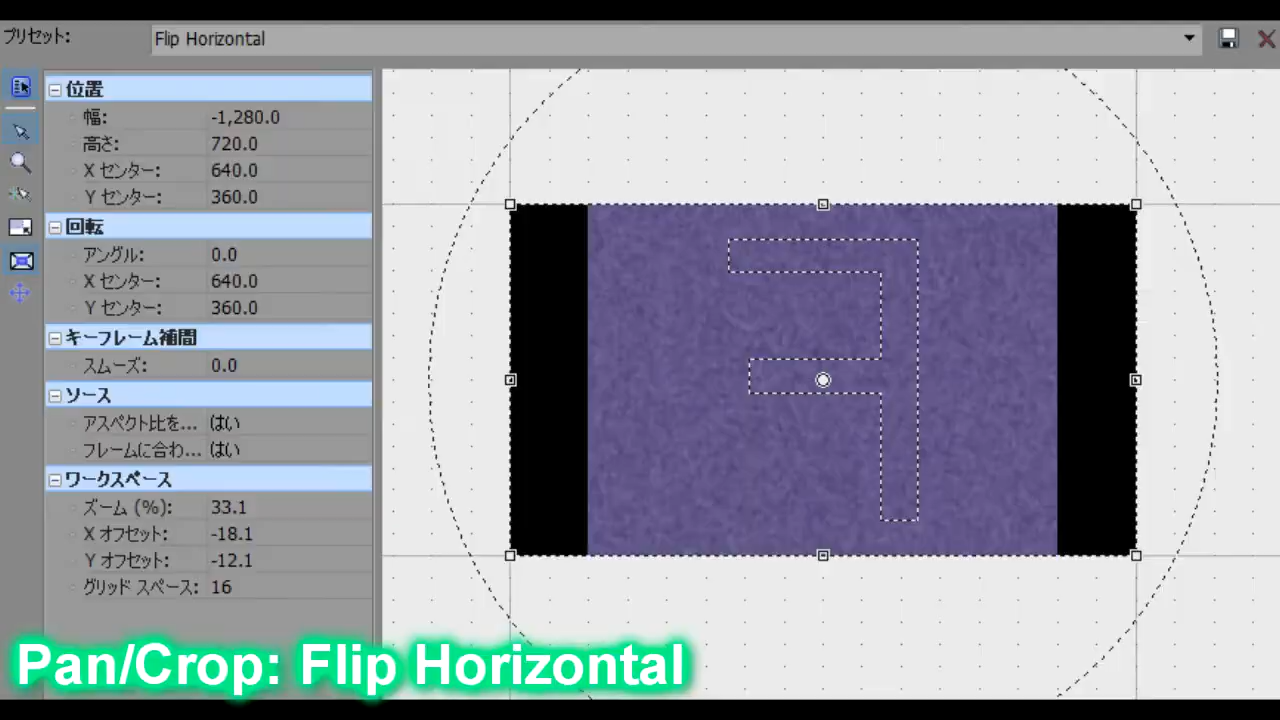 プリセット: Flip Horizontal
位置
幅: -1,280.0
高さ: 720.0
X センター: 640.0
Y センター: 360.0
回転
アングル: 0.0
X センター: 640.0
Y センター: 360.0
キーフレーム補間
スムーズ: 0.0
ソース
アスペクト比を... はい
フレームに合わ... はい
ワークスペース
ズーム (%): 33.1
X オフセット: -18.1
Y オフセット: -12.1
グリッド スペース: 16
Pan/Crop: Flip Horizontal